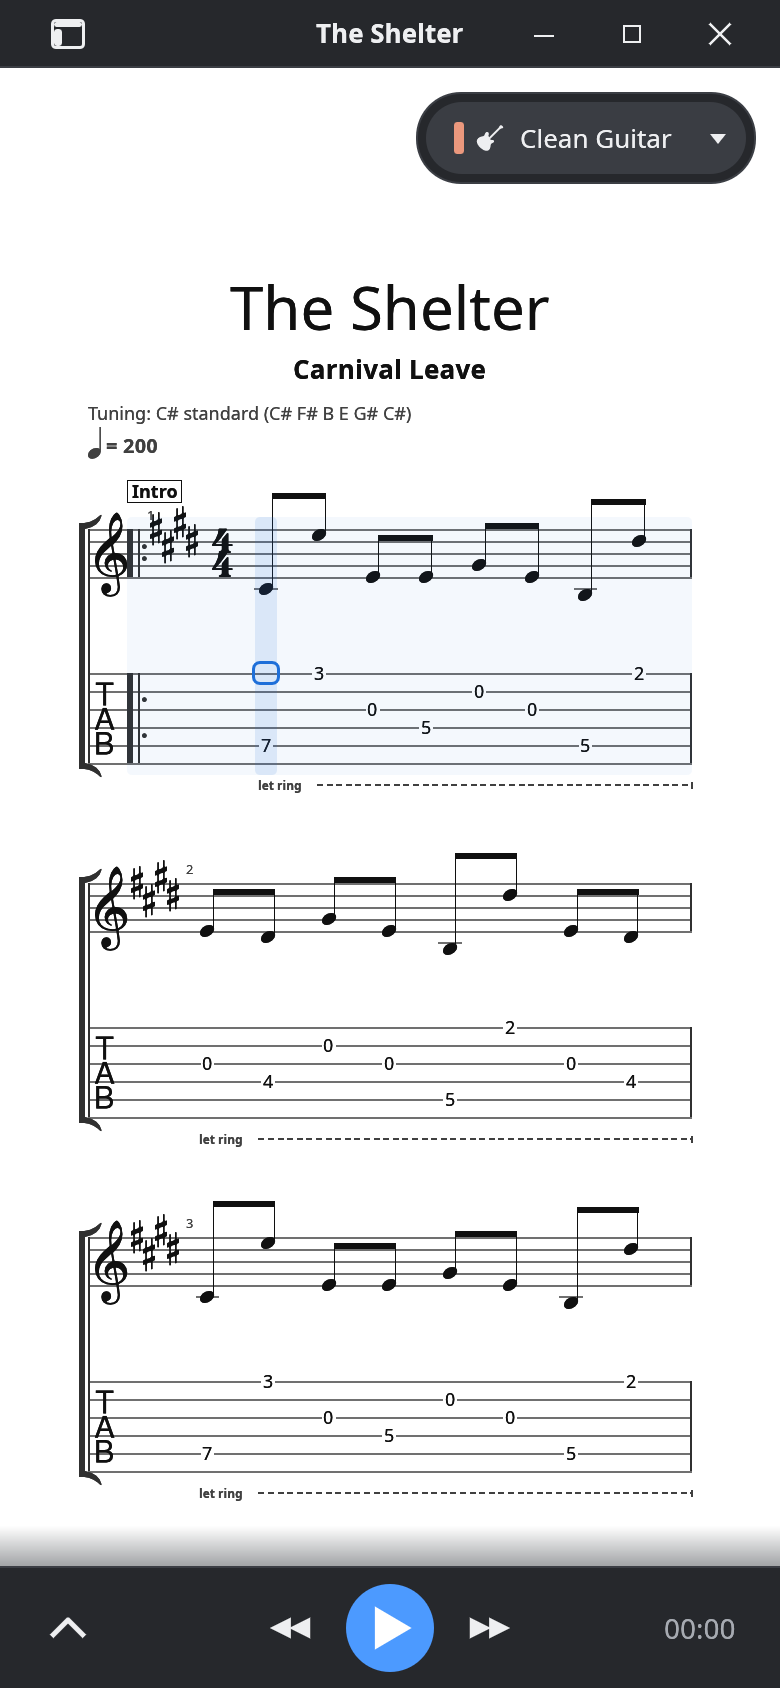 The Shelter
Clean Guitar
The Shelter
Carnival Leave
Tuning: C# standard (C# F# B E G# C#)
= 200
Intro
1
4
4
T
A
B
7 3 0 5 0 0 5 2
let ring
2
T
A
B
0 4 0 0 5 2 0 4
let ring
3
T
A
B
7 3 0 5 0 0 5 2
let ring
00:00